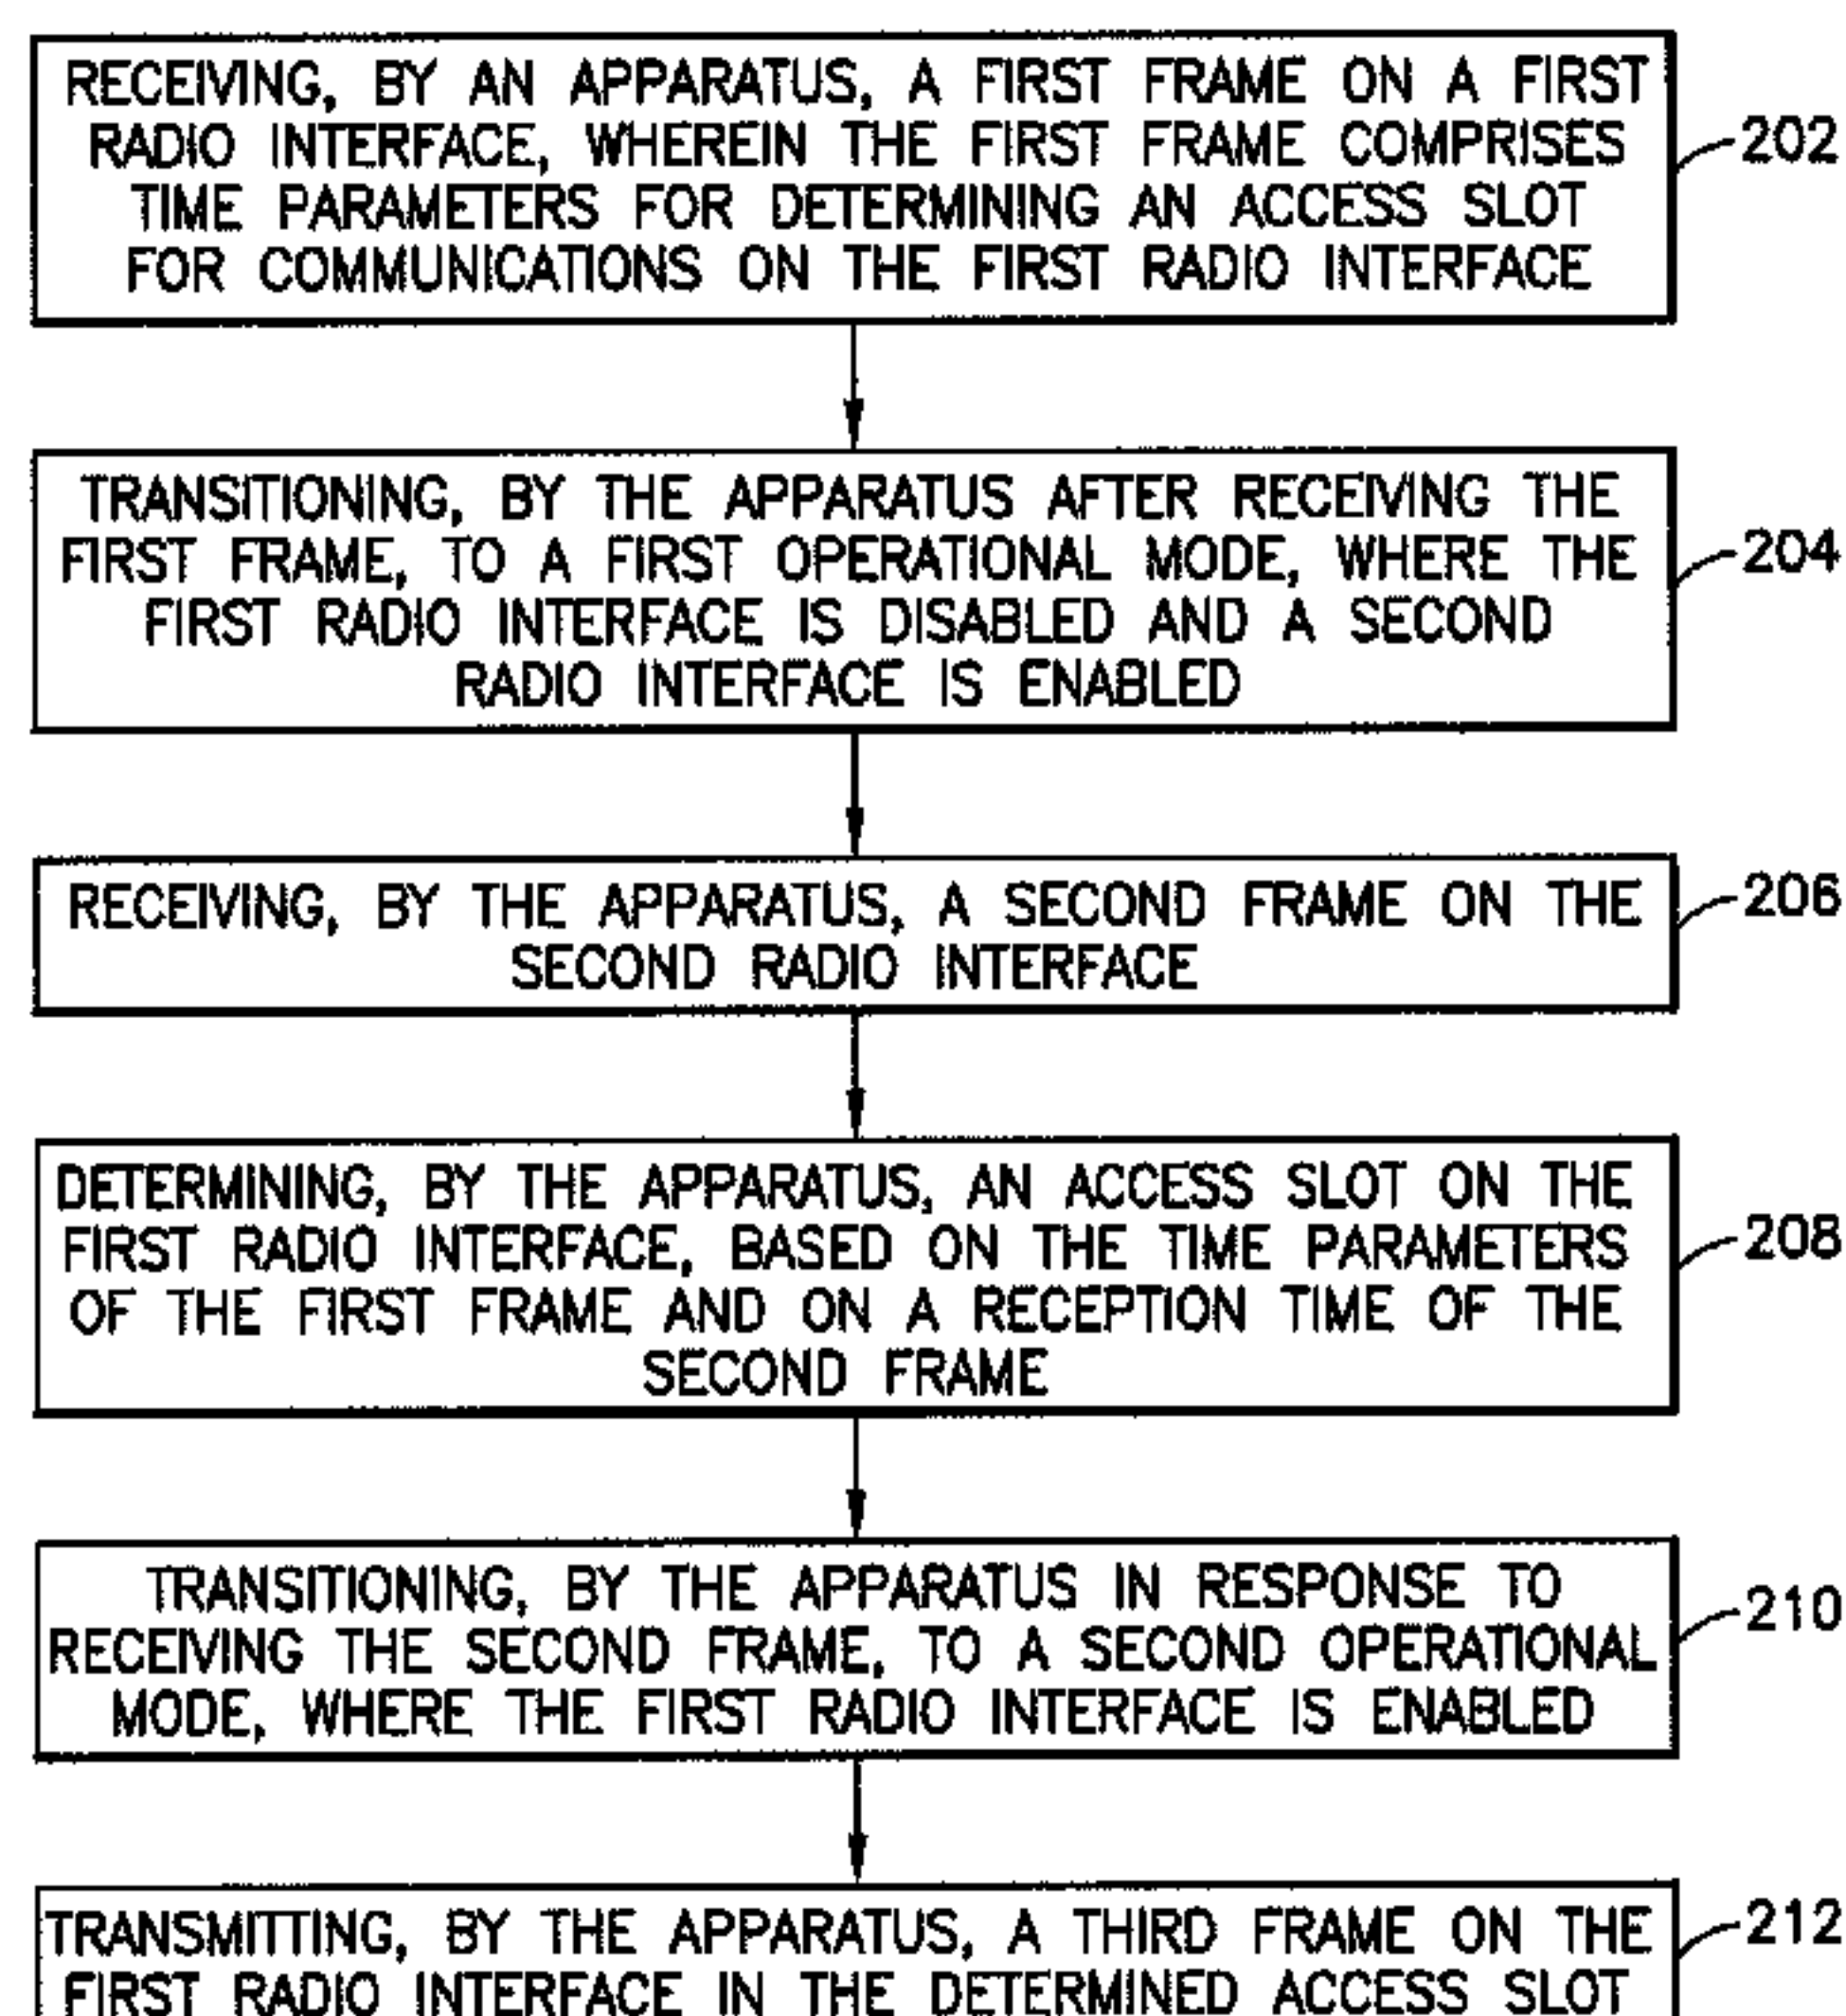 RECEIVING, BY AN APPARATUS, A FIRST FRAME ON A FIRST
RADIO INTERFACE, WHEREIN THE FIRST FRAME COMPRISES
TIME PARAMETERS FOR DETERMINING AN ACCESS SLOT
FOR COMMUNICATIONS ON THE FIRST RADIO INTERFACE
202
TRANSITIONING, BY THE APPARATUS AFTER RECEIVING THE
FIRST FRAME, TO A FIRST OPERATIONAL MODE, WHERE THE
FIRST RADIO INTERFACE IS DISABLED AND A SECOND
RADIO INTERFACE IS ENABLED
204
RECEIVING, BY THE APPARATUS, A SECOND FRAME ON THE
SECOND RADIO INTERFACE
206
DETERMINING, BY THE APPARATUS, AN ACCESS SLOT ON THE
FIRST RADIO INTERFACE, BASED ON THE TIME PARAMETERS
OF THE FIRST FRAME AND ON A RECEPTION TIME OF THE
SECOND FRAME
208
TRANSITIONING, BY THE APPARATUS IN RESPONSE TO
RECEIVING THE SECOND FRAME, TO A SECOND OPERATIONAL
MODE, WHERE THE FIRST RADIO INTERFACE IS ENABLED
210
TRANSMITTING, BY THE APPARATUS, A THIRD FRAME ON THE
FIRST RADIO INTERFACE IN THE DETERMINED ACCESS SLOT
212